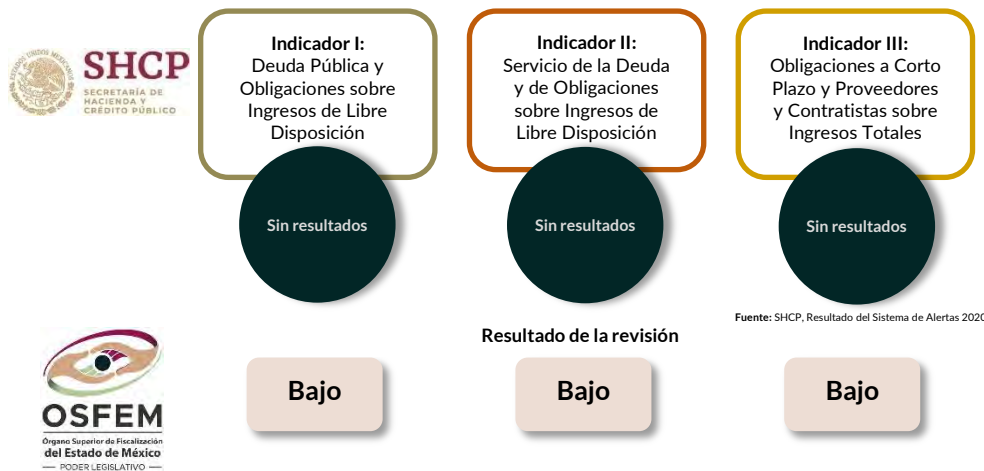 SHCP
SECRETARÍA DE
HACIENDA Y
CRÉDITO PÚBLICO
ESTADOS UNIDOS MEXICANOS
Indicador I:
Deuda Pública y
Obligaciones sobre
Ingresos de Libre
Disposición
Sin resultados
Indicador II:
Servicio de la Deuda
y de Obligaciones
sobre Ingresos de
Libre Disposición
Sin resultados
Indicador III:
Obligaciones a Corto
Plazo y Proveedores
y Contratistas sobre
Ingresos Totales
Sin resultados
Fuente: SHCP, Resultado del Sistema de Alertas 2020
Resultado de la revisión
OSFEM
Órgano Superior de Fiscalización
del Estado de México
PODER LEGISLATIVO
Bajo
Bajo
Bajo